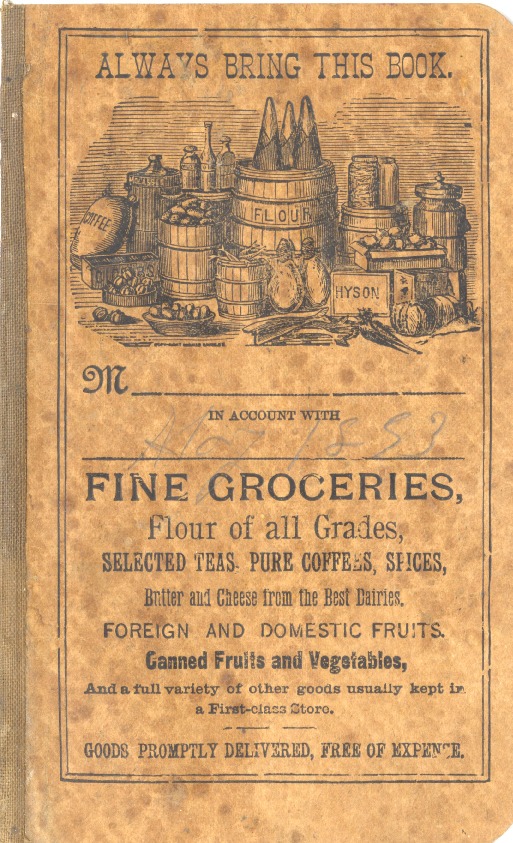 ALWAYS BRING THIS BOOK.
COFFEE
FLOUR
HYSON
M
IN ACCOUNT WITH
1883
FINE GROCERIES,
Flour of all Grades,
SELECTED TEAS. PURE COFFEES, SPICES,
Butter and Cheese from the Best Dairies.
FOREIGN AND DOMESTIC FRUITS.
Canned Fruits and Vegetables,
And a full variety of other goods usually kept in
a First-class Store.
GOODS PROMPTLY DELIVERED, FREE OF EXPENCE.